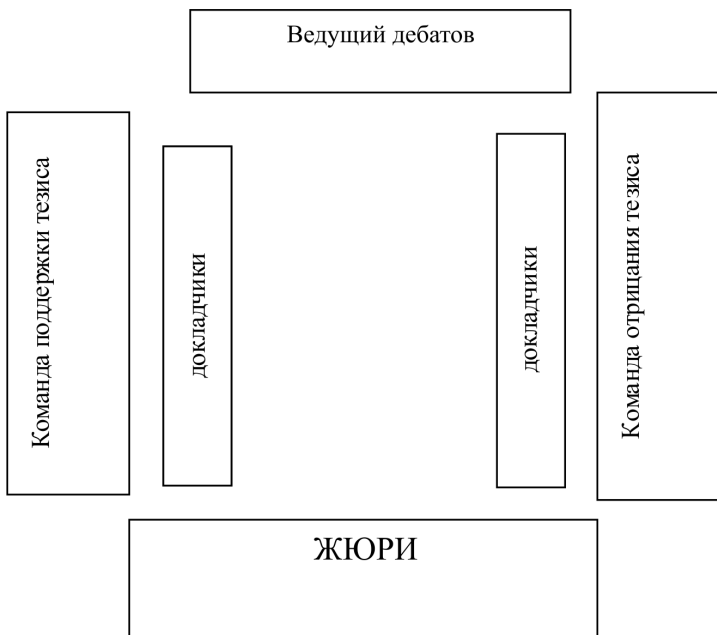 Ведущий дебатов
Команда поддержки тезиса
докладчики
докладчики
Команда отрицания тезиса
ЖЮРИ